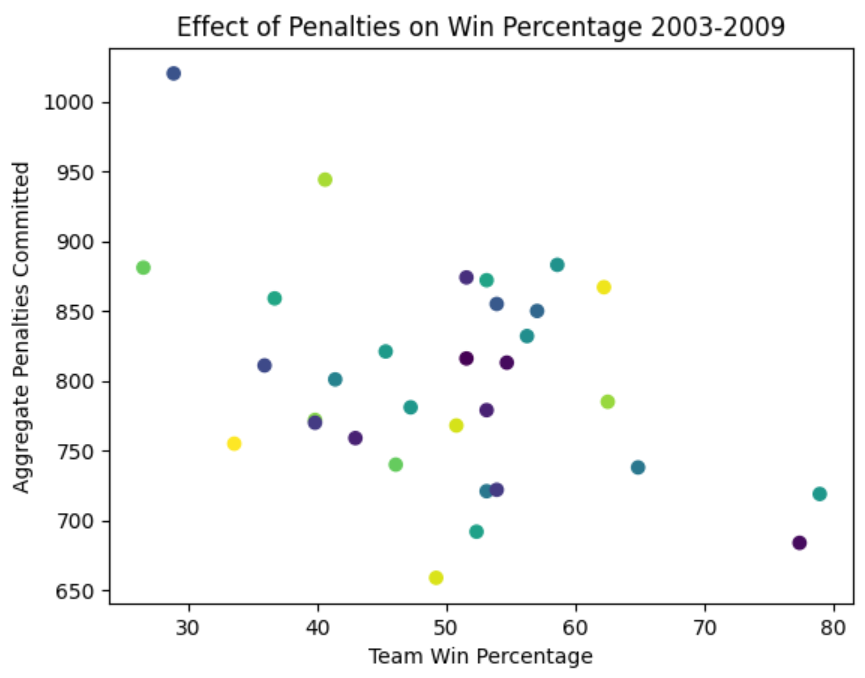 Effect of Penalties on Win Percentage 2003-2009
Aggregate Penalties Committed
1000
950
900
850
800
750
700
650
30 40 50 60 70 80
Team Win Percentage